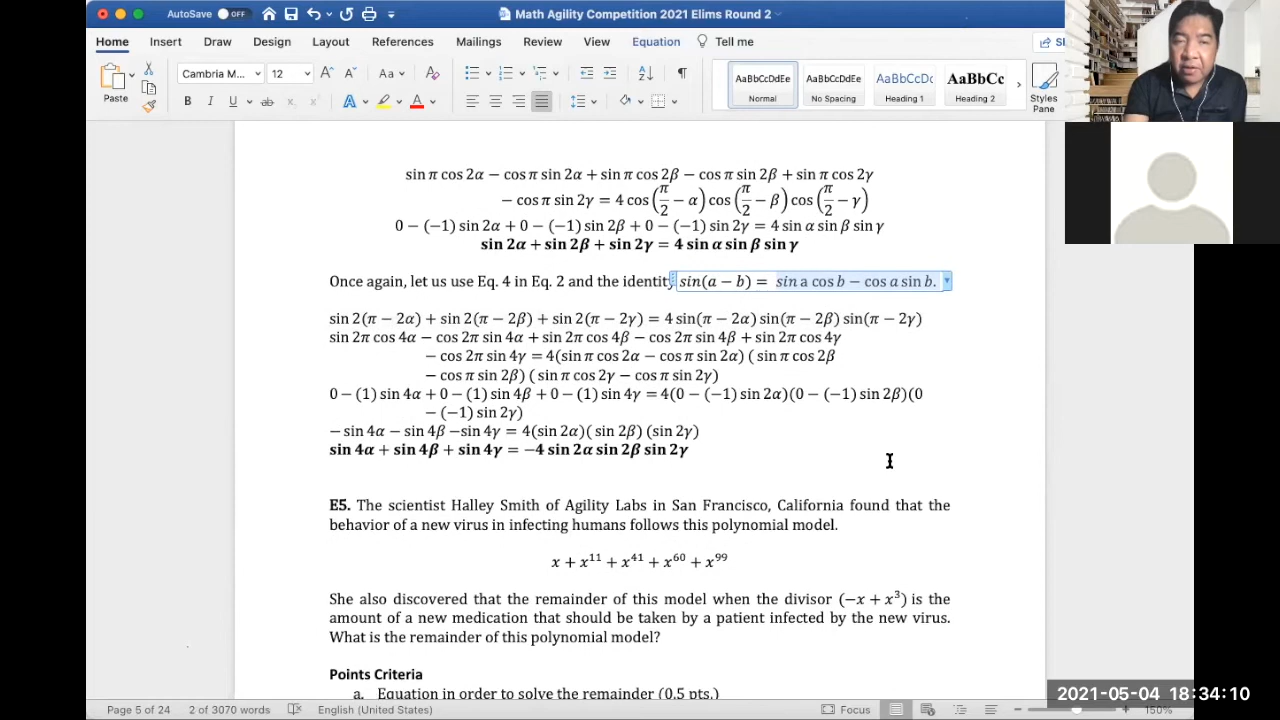 AutoSave OFF
Math Agility Competition 2021 Elims Round 2
Home Insert Draw Design Layout References Mailings Review View Equation Tell me
Paste
Cambria M... 12
AaBbCcDdEe AaBbCcDdEe AaBbCcDc AaBbCc
Normal No Spacing Heading 1 Heading 2
Styles Pane
sin π cos 2α − cos π sin 2α + sin π cos 2β − cos π sin 2β + sin π cos 2γ
− cos π sin 2γ = 4 cos (π/2 − α) cos (π/2 − β) cos (π/2 − γ)
0 − (−1) sin 2α + 0 − (−1) sin 2β + 0 − (−1) sin 2γ = 4 sin α sin β sin γ
sin 2α + sin 2β + sin 2γ = 4 sin α sin β sin γ
Once again, let us use Eq. 4 in Eq. 2 and the identity sin(a − b) = sin a cos b − cos a sin b.
sin 2(π − 2α) + sin 2(π − 2β) + sin 2(π − 2γ) = 4 sin(π − 2α) sin(π − 2β) sin(π − 2γ)
sin 2π cos 4α − cos 2π sin 4α + sin 2π cos 4β − cos 2π sin 4β + sin 2π cos 4γ
− cos 2π sin 4γ = 4(sin π cos 2α − cos π sin 2α) ( sin π cos 2β
− cos π sin 2β) ( sin π cos 2γ − cos π sin 2γ)
0 − (1) sin 4α + 0 − (1) sin 4β + 0 − (1) sin 4γ = 4(0 − (−1) sin 2α)(0 − (−1) sin 2β)(0
− (−1) sin 2γ)
− sin 4α − sin 4β −sin 4γ = 4(sin 2α)( sin 2β) (sin 2γ)
sin 4α + sin 4β + sin 4γ = −4 sin 2α sin 2β sin 2γ
E5. The scientist Halley Smith of Agility Labs in San Francisco, California found that the
behavior of a new virus in infecting humans follows this polynomial model.
x + x¹¹ + x⁴¹ + x⁶⁰ + x⁹⁹
She also discovered that the remainder of this model when the divisor (−x + x³) is the
amount of a new medication that should be taken by a patient infected by the new virus.
What is the remainder of this polynomial model?
Points Criteria
a. Equation in order to solve the remainder (0.5 pts.)
Page 5 of 24 2 of 3070 words English (United States) Focus 150%
2021-05-04 18:34:10